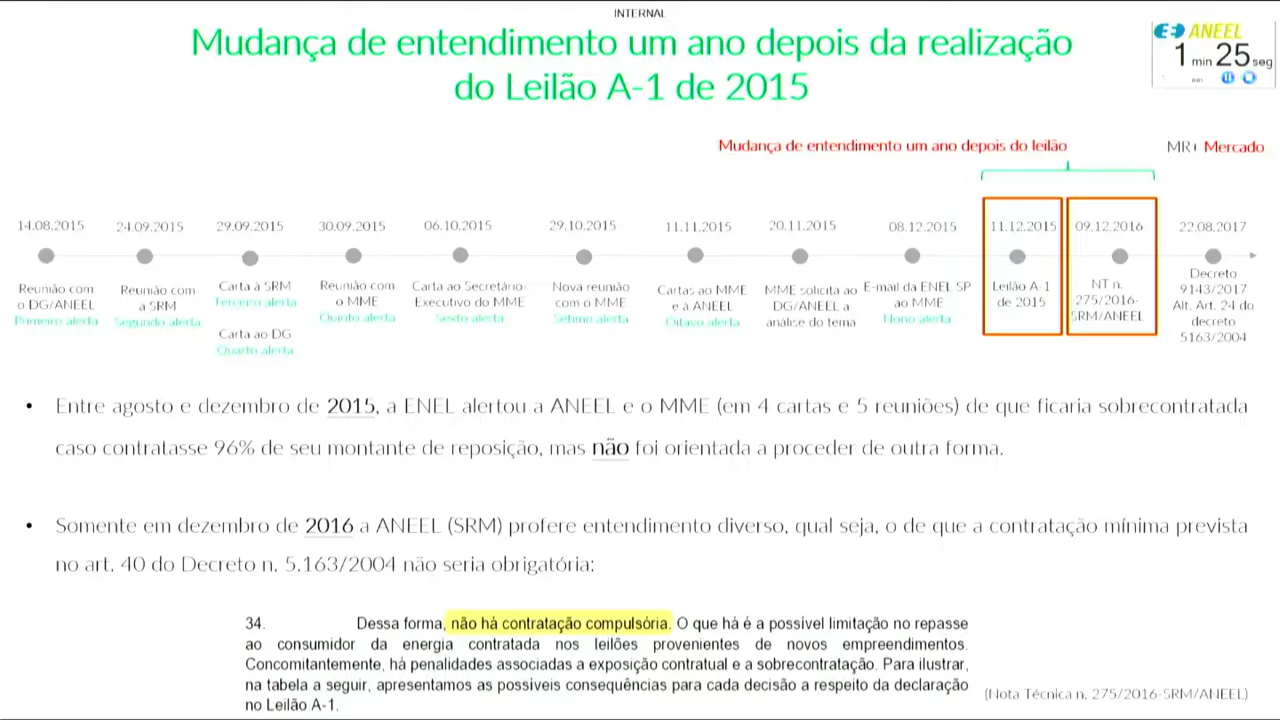 INTERNAL
Mudança de entendimento um ano depois da realização
do Leilão A-1 de 2015
ANEEL
1 min 25 seg
Mudança de entendimento um ano depois do leilão
Mercado
14.08.2015
Reunião com
o DG/ANEEL
Primeiro alerta
24.09.2015
Reunião com
a SRM
Segundo alerta
29.09.2015
Carta à SRM
Terceiro alerta
Carta ao DG
Quarto alerta
30.09.2015
Reunião com
o MME
Quinto alerta
06.10.2015
Carta ao Secretário-
Executivo do MME
Sexto alerta
29.10.2015
Nova reunião
com o MME
Sétimo alerta
11.11.2015
Cartas ao MME
e à ANEEL
Oitavo alerta
20.11.2015
MME solicita ao
DG/ANEEL a
análise do tema
08.12.2015
E-mail da ENEL SP
ao MME
Nono alerta
11.12.2015
Leilão A-1
de 2015
09.12.2016
NT n.
275/2016-
SRM/ANEEL
22.08.2017
Decreto
9143/2017
Alt. Art. 24 do
decreto
5163/2004
• Entre agosto e dezembro de 2015, a ENEL alertou a ANEEL e o MME (em 4 cartas e 5 reuniões) de que ficaria sobrecontratada
caso contratasse 96% de seu montante de reposição, mas não foi orientada a proceder de outra forma.
• Somente em dezembro de 2016 a ANEEL (SRM) profere entendimento diverso, qual seja, o de que a contratação mínima prevista
no art. 40 do Decreto n. 5.163/2004 não seria obrigatória:
34. Dessa forma, não há contratação compulsória. O que há é a possível limitação no repasse
ao consumidor da energia contratada nos leilões provenientes de novos empreendimentos.
Concomitantemente, há penalidades associadas a exposição contratual e a sobrecontratação. Para ilustrar,
na tabela a seguir, apresentamos as possíveis consequências para cada decisão a respeito da declaração
no Leilão A-1.
(Nota Técnica n. 275/2016-SRM/ANEEL)